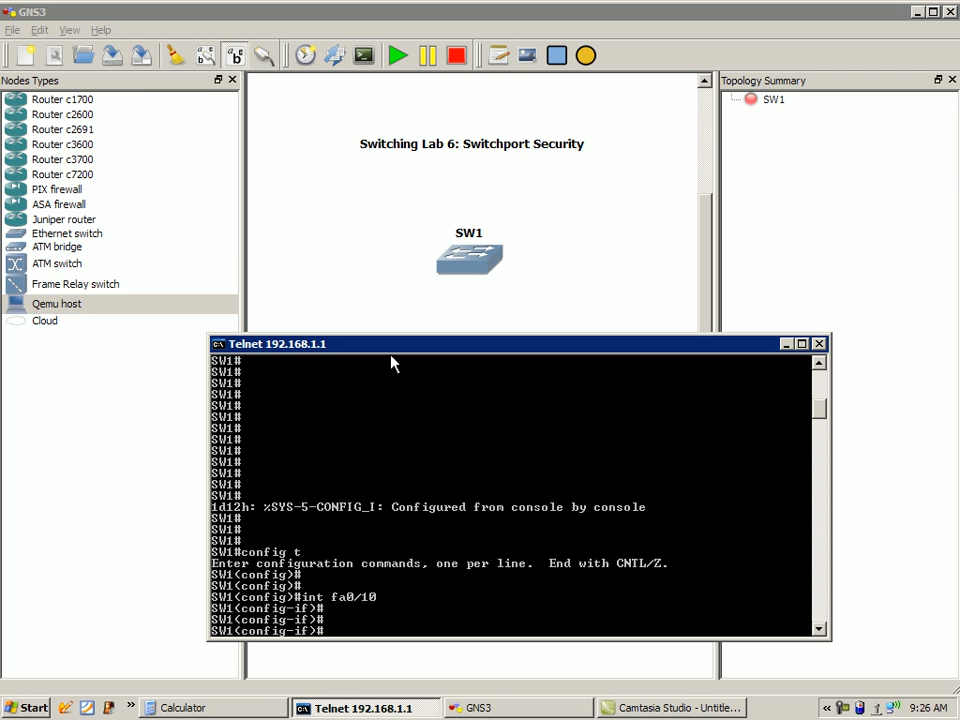 GNS3
File Edit View Help
Nodes Types
Router c1700
Router c2600
Router c2691
Router c3600
Router c3700
Router c7200
PIX firewall
ASA firewall
Juniper router
Ethernet switch
ATM bridge
ATM switch
Frame Relay switch
Qemu host
Cloud
Switching Lab 6: Switchport Security
SW1
Topology Summary
SW1
Telnet 192.168.1.1
SW1#
SW1#
SW1#
SW1#
SW1#
SW1#
SW1#
SW1#
SW1#
SW1#
SW1#
SW1#
SW1#
1d12h: %SYS-5-CONFIG_I: Configured from console by console
SW1#
SW1#
SW1#
SW1#config t
Enter configuration commands, one per line.  End with CNTL/Z.
SW1(config)#
SW1(config)#
SW1(config)#int fa0/10
SW1(config-if)#
SW1(config-if)#
SW1(config-if)#
Start
Calculator
Telnet 192.168.1.1
GNS3
Camtasia Studio - Untitle...
9:26 AM